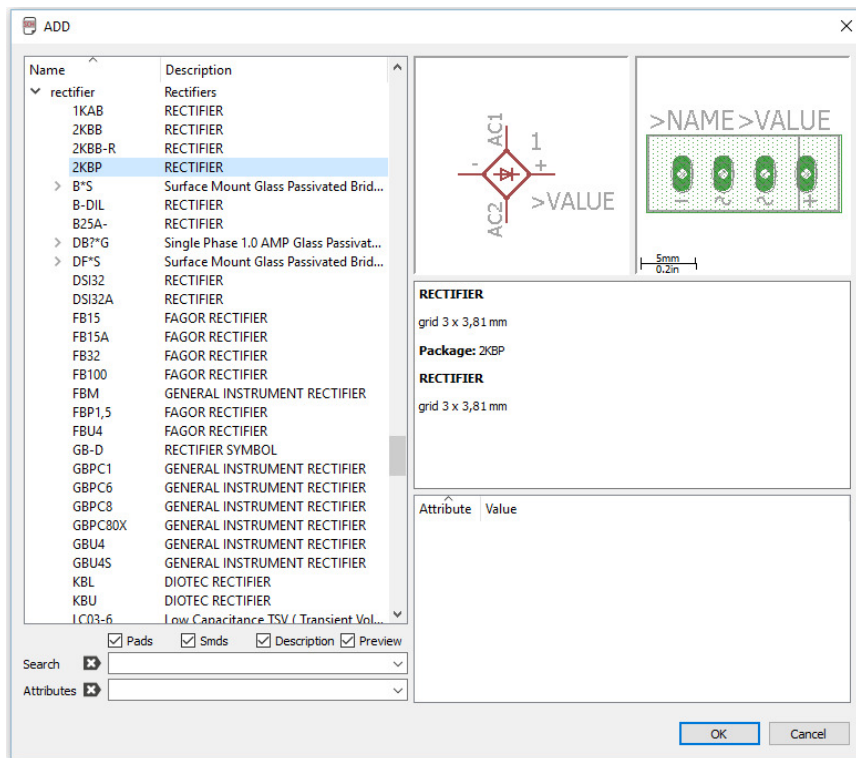 ADD
Name Description
rectifier Rectifiers
1KAB RECTIFIER
2KBB RECTIFIER
2KBB-R RECTIFIER
2KBP RECTIFIER
B*S Surface Mount Glass Passivated Brid...
B-DIL RECTIFIER
B25A- RECTIFIER
DB?*G Single Phase 1.0 AMP Glass Passivat...
DF*S Surface Mount Glass Passivated Brid...
DSI32 RECTIFIER
DSI32A RECTIFIER
FB15 FAGOR RECTIFIER
FB15A FAGOR RECTIFIER
FB32 FAGOR RECTIFIER
FB100 FAGOR RECTIFIER
FBM GENERAL INSTRUMENT RECTIFIER
FBP1,5 FAGOR RECTIFIER
FBU4 FAGOR RECTIFIER
GB-D RECTIFIER SYMBOL
GBPC1 GENERAL INSTRUMENT RECTIFIER
GBPC6 GENERAL INSTRUMENT RECTIFIER
GBPC8 GENERAL INSTRUMENT RECTIFIER
GBPC80X GENERAL INSTRUMENT RECTIFIER
GBU4 GENERAL INSTRUMENT RECTIFIER
GBU4S GENERAL INSTRUMENT RECTIFIER
KBL DIOTEC RECTIFIER
KBU DIOTEC RECTIFIER
LC03-6 Low Capacitance TSV ( Transient Vol...
Pads Smds Description Preview
Search
Attributes
AC1
1
- +
>VALUE
AC2
>NAME>VALUE
1 ~ ~ +
5mm
0.2in
RECTIFIER
grid 3 x 3,81 mm
Package: 2KBP
RECTIFIER
grid 3 x 3,81 mm
Attribute Value
OK Cancel